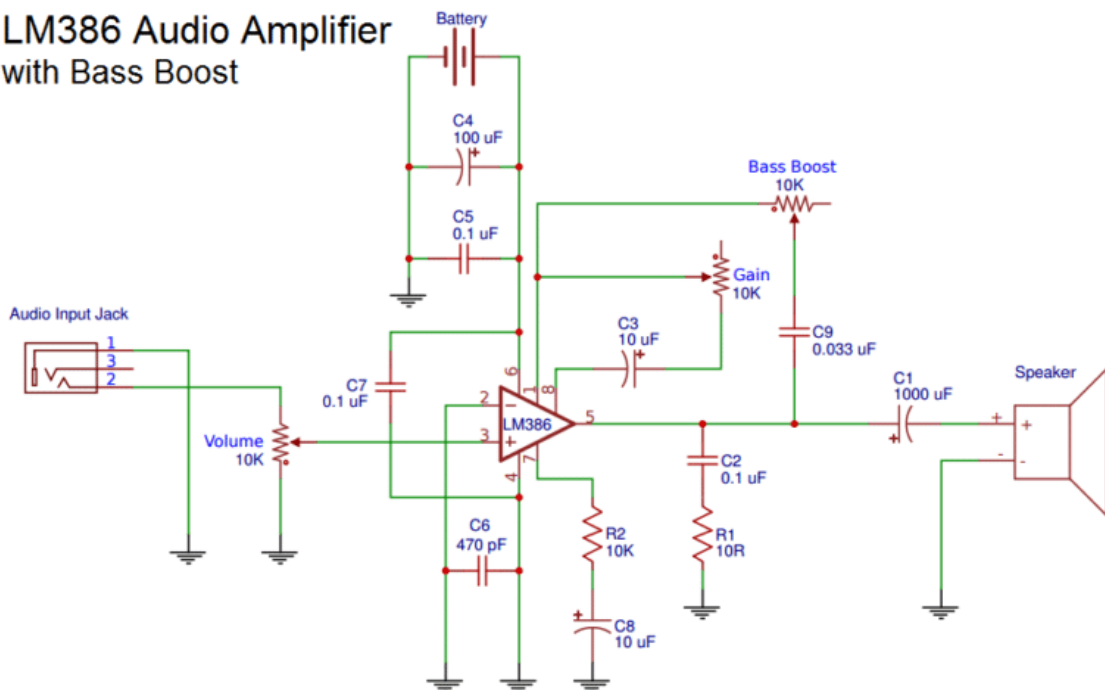 LM386 Audio Amplifier
with Bass Boost
Battery
C4
100 uF
+
C5
0.1 uF
Bass Boost
10K
Gain
10K
Audio Input Jack
1
3
2
C3
10 uF
+
C9
0.033 uF
C7
0.1 uF
6
1
8
2
-
LM386
5
3
+
4
7
Volume
10K
C1
1000 uF
+
Speaker
+
+
-
-
C2
0.1 uF
R1
10R
C6
470 pF
R2
10K
+
C8
10 uF